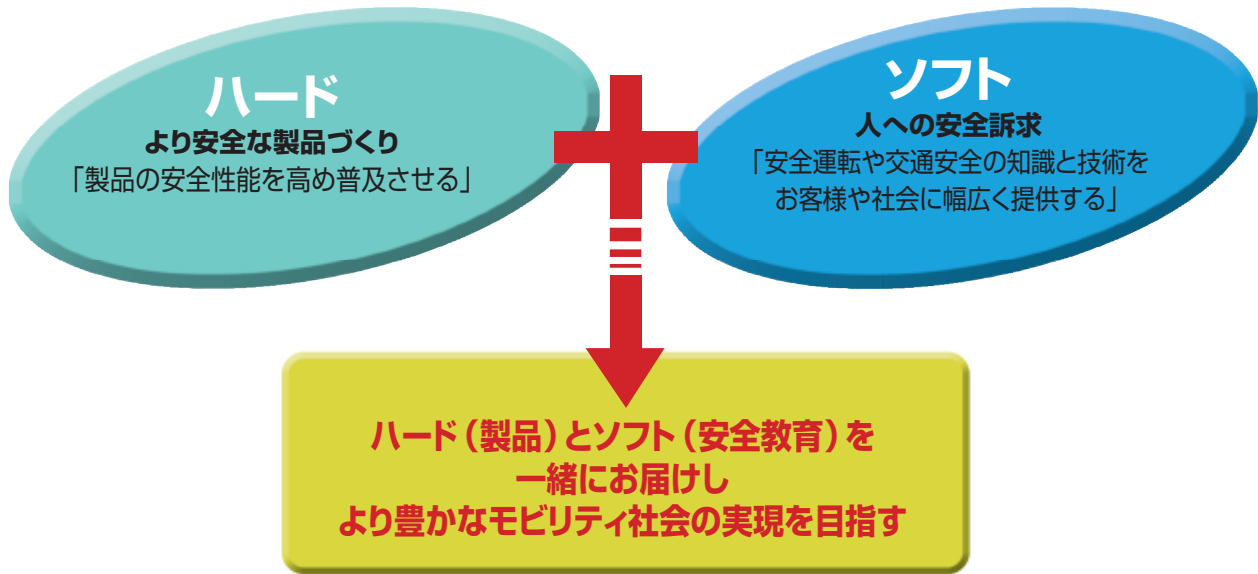 ハード
より安全な製品づくり
「製品の安全性能を高め普及させる」
ソフト
人への安全訴求
「安全運転や交通安全の知識と技術を
お客様や社会に幅広く提供する」
ハード（製品）とソフト（安全教育）を
一緒にお届けし
より豊かなモビリティ社会の実現を目指す